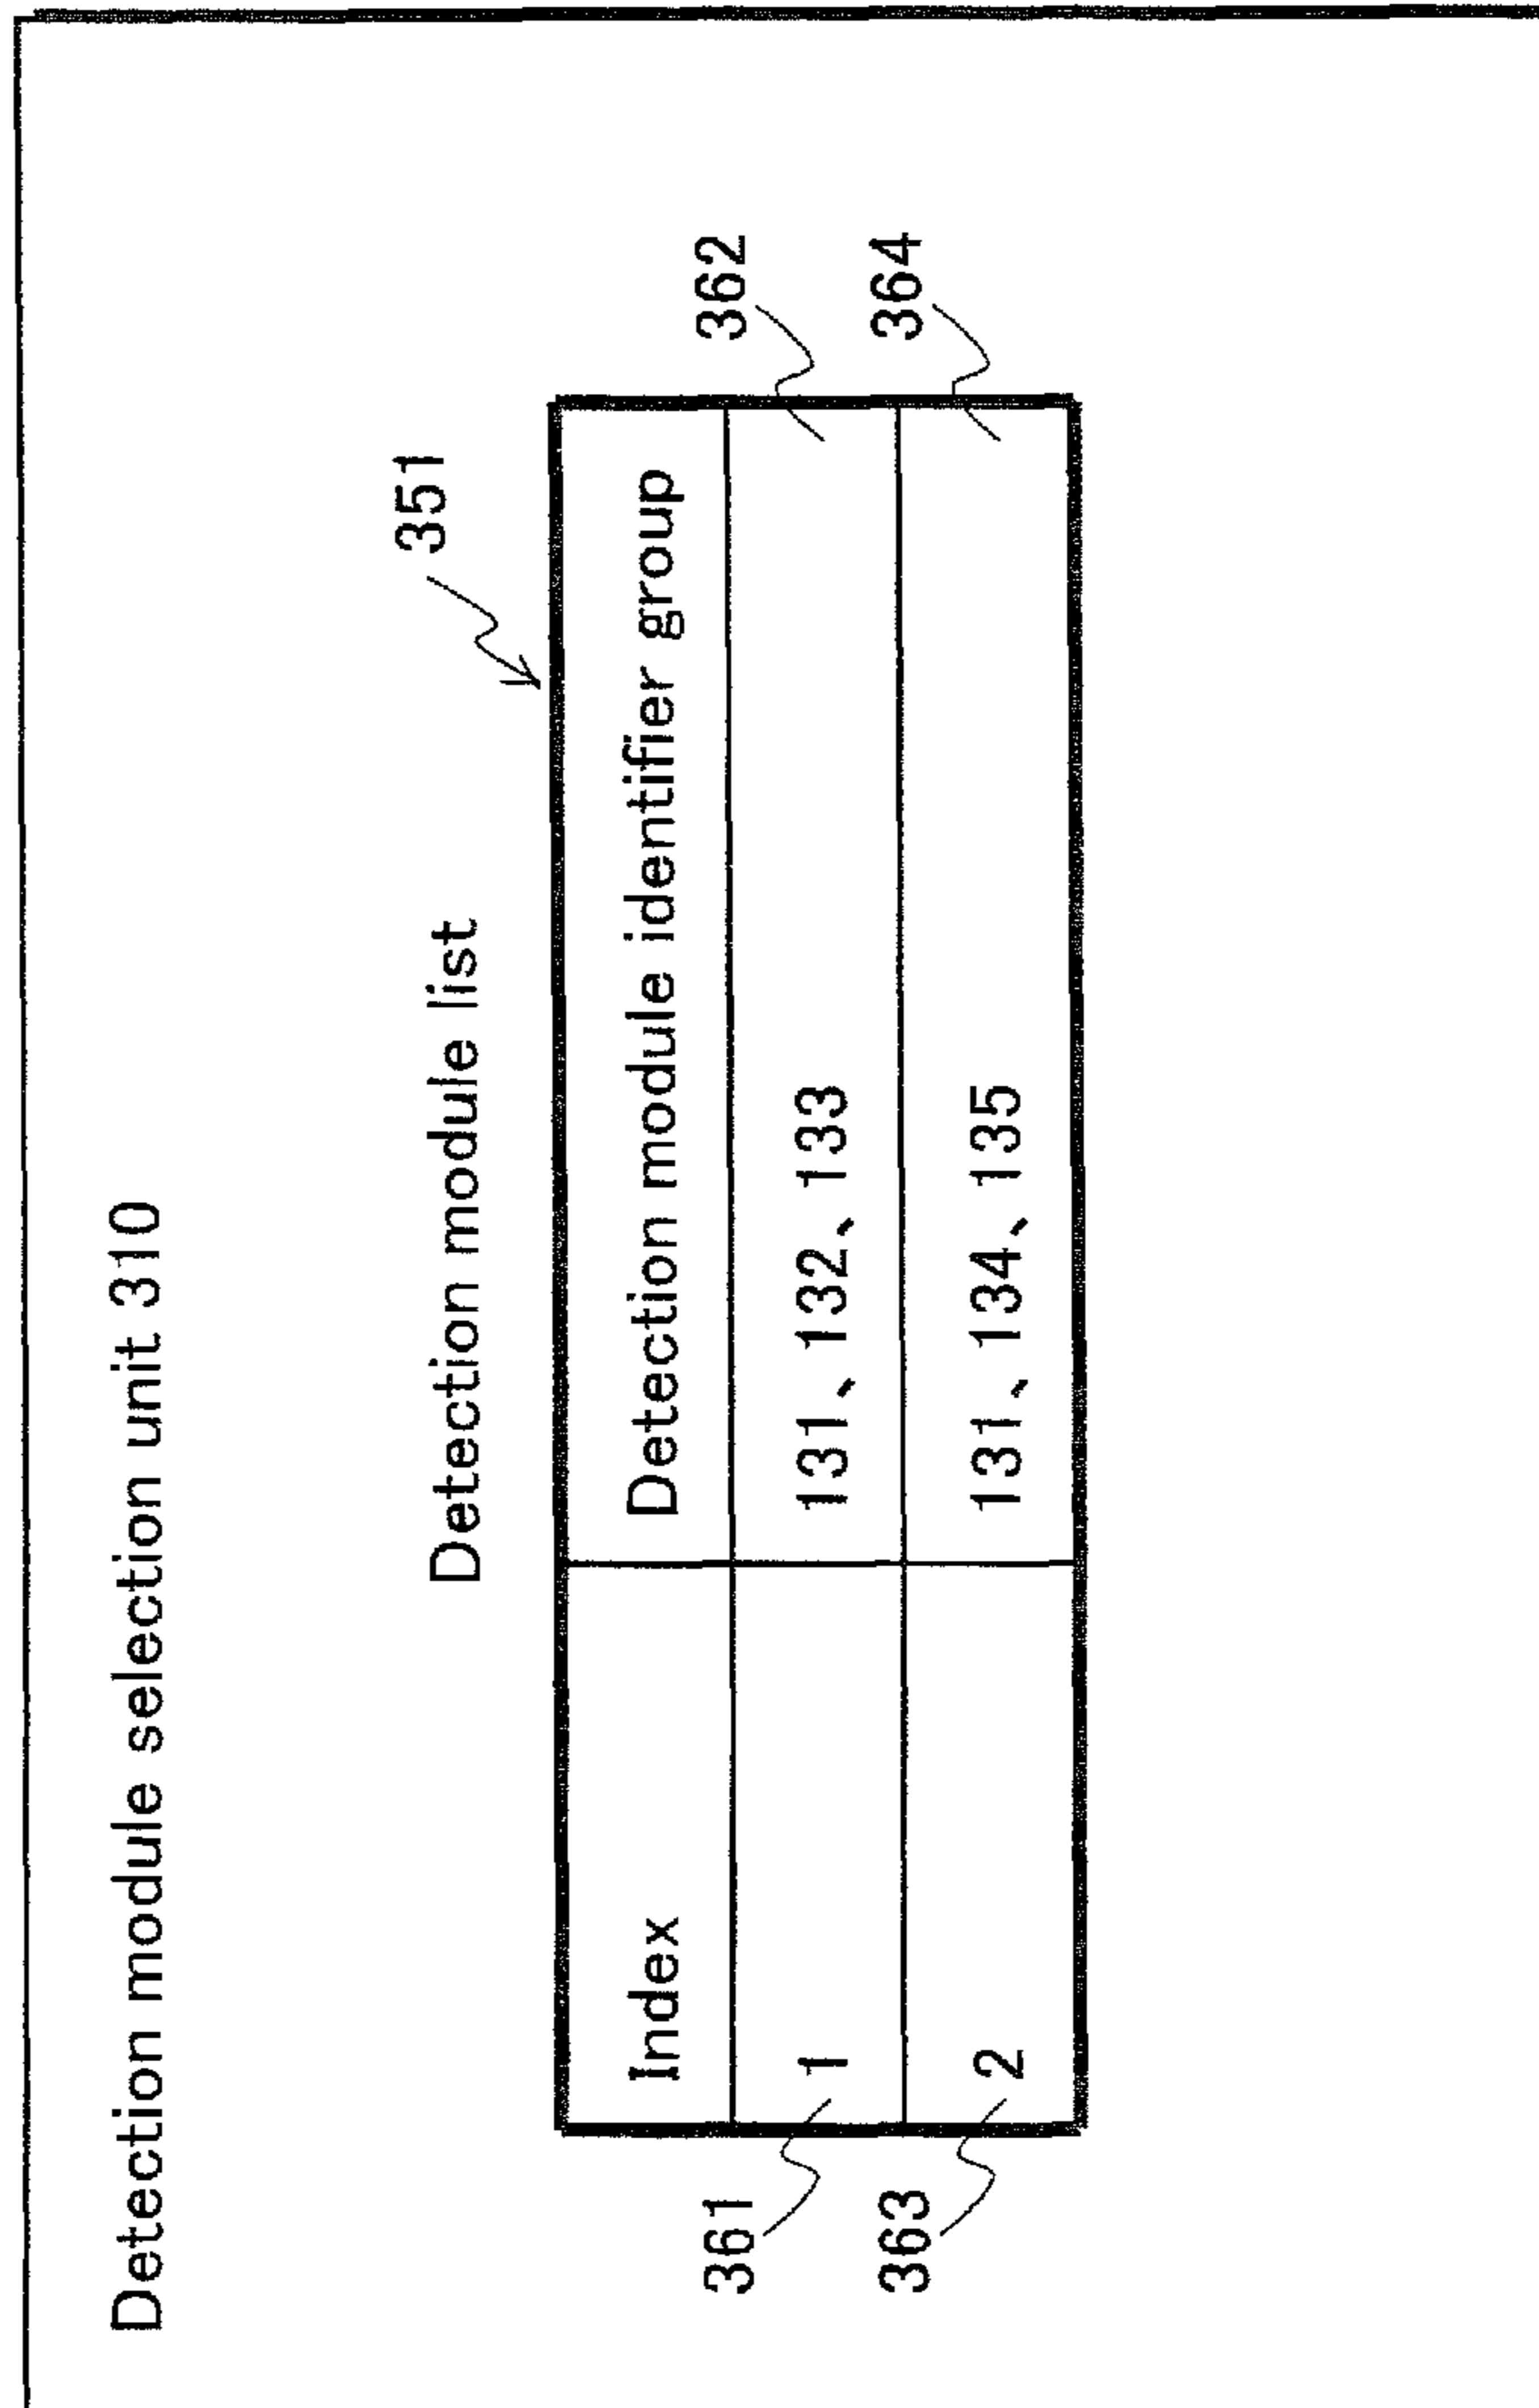 Detection module selection unit 310
351
Detection module list
Index Detection module identifier group
361 1 131、132、133 362
363 2 131、134、135 364